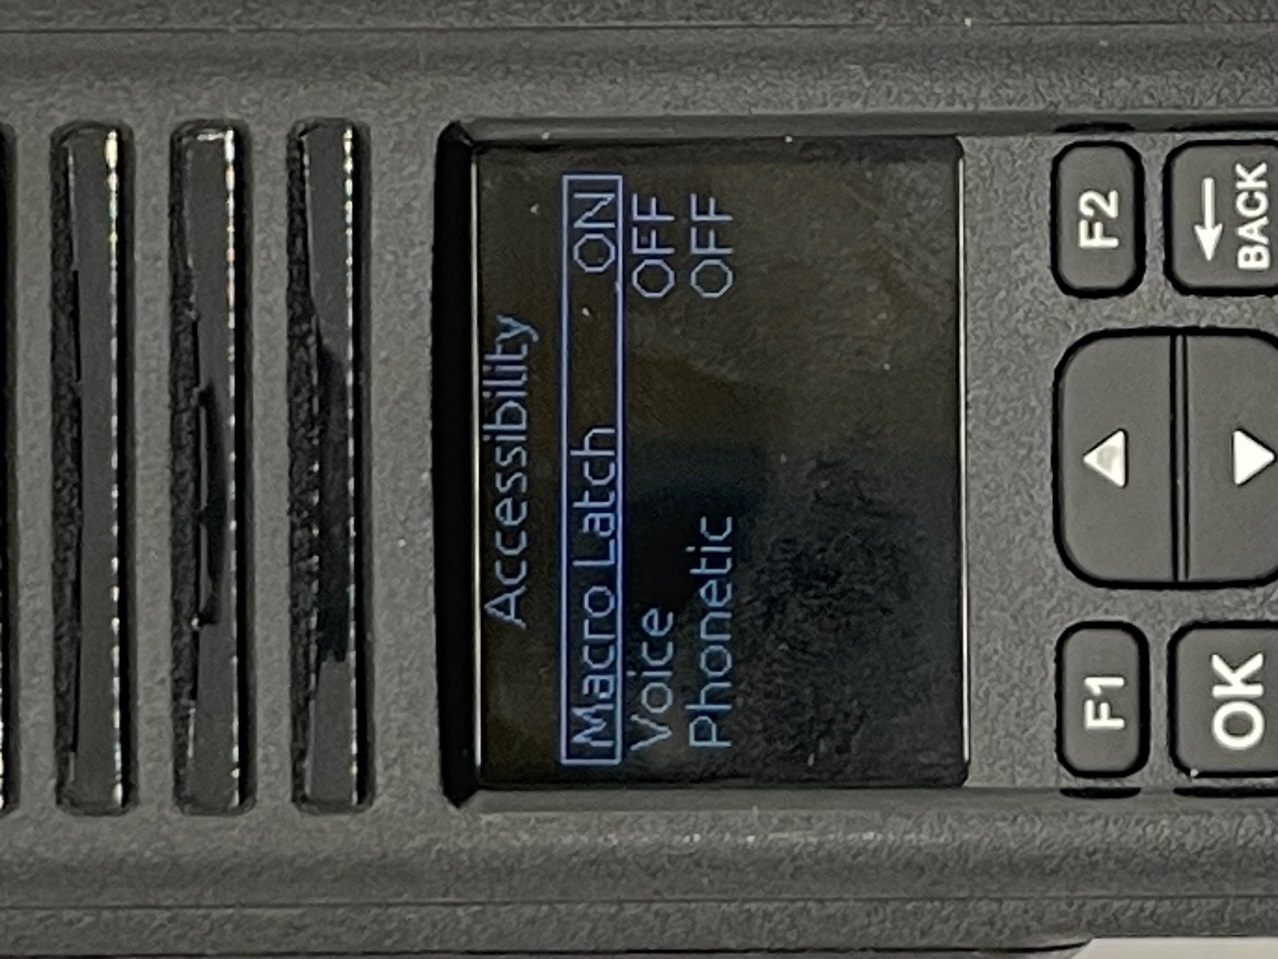 Accessibility
Macro Latch ON
Voice OFF
Phonetic OFF
F1 F2
OK ← BACK